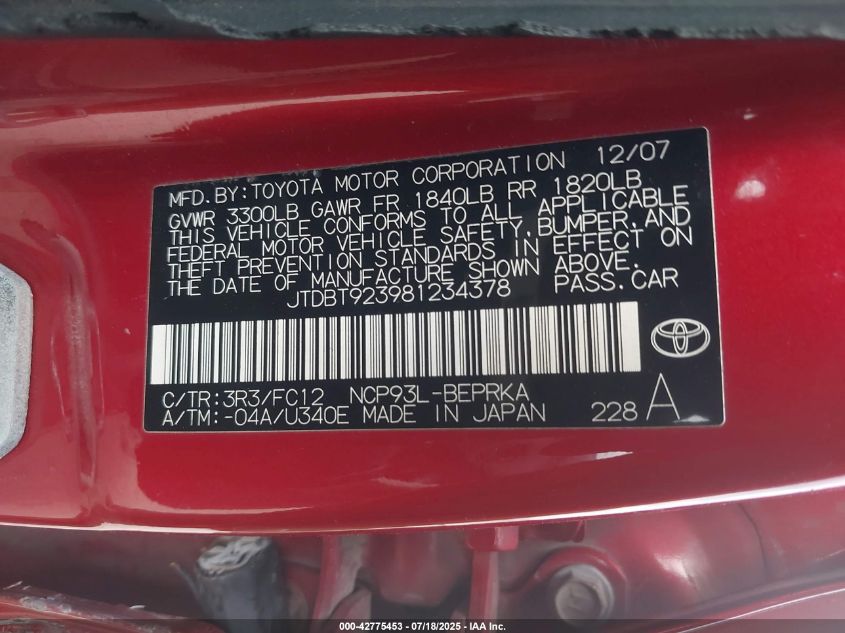 MFD.BY:TOYOTA MOTOR CORPORATION 12/07
GVWR 3300LB GAWR FR 1840LB RR 1820LB
THIS VEHICLE CONFORMS TO ALL APPLICABLE
FEDERAL MOTOR VEHICLE SAFETY,BUMPER,AND
THEFT PREVENTION STANDARDS IN EFFECT ON
THE DATE OF MANUFACTURE SHOWN ABOVE.
JTDBT923981234378 PASS.CAR
C/TR:3R3/FC12 NCP93L-BEPRKA
A/TM:-04A/U340E MADE IN JAPAN 228 A
000-42775453 - 07/18/2025 - IAA Inc.